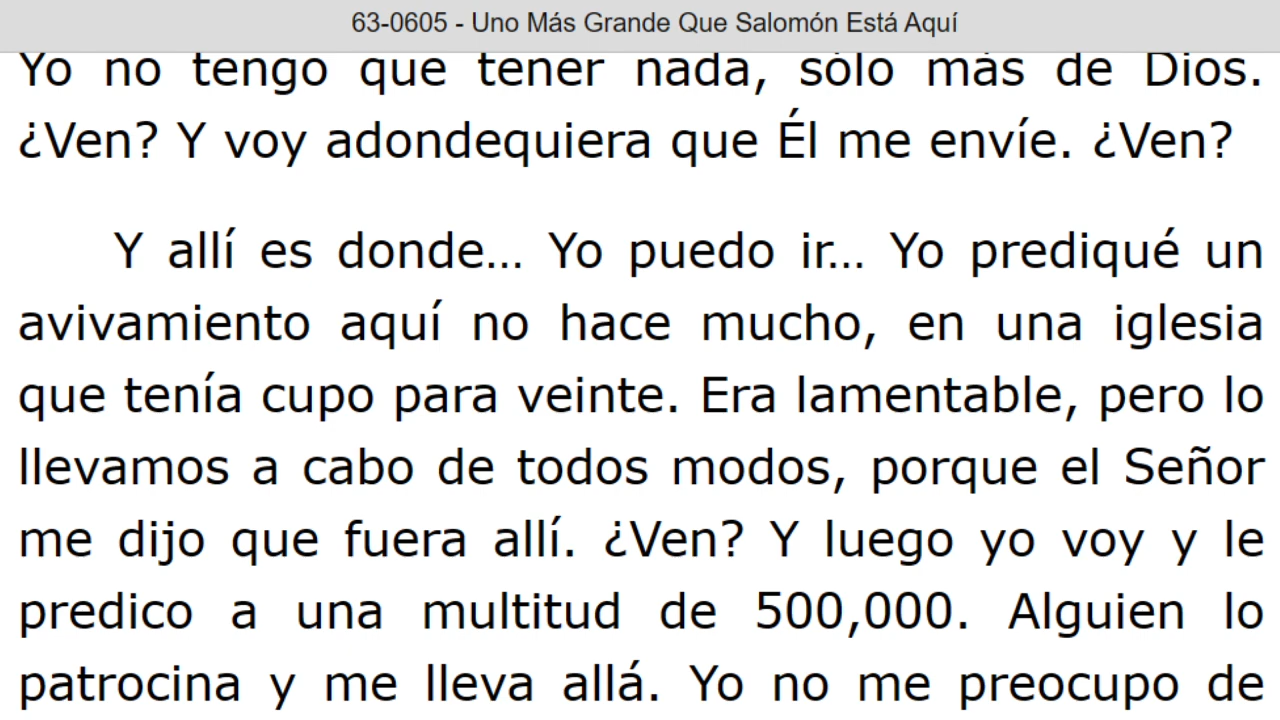 63-0605 - Uno Más Grande Que Salomón Está Aquí
Yo no tengo que tener nada, sólo más de Dios.
¿Ven? Y voy adondequiera que Él me envíe. ¿Ven?
Y allí es donde... Yo puedo ir... Yo prediqué un
avivamiento aquí no hace mucho, en una iglesia
que tenía cupo para veinte. Era lamentable, pero lo
llevamos a cabo de todos modos, porque el Señor
me dijo que fuera allí. ¿Ven? Y luego yo voy y le
predico a una multitud de 500,000. Alguien lo
patrocina y me lleva allá. Yo no me preocupo de